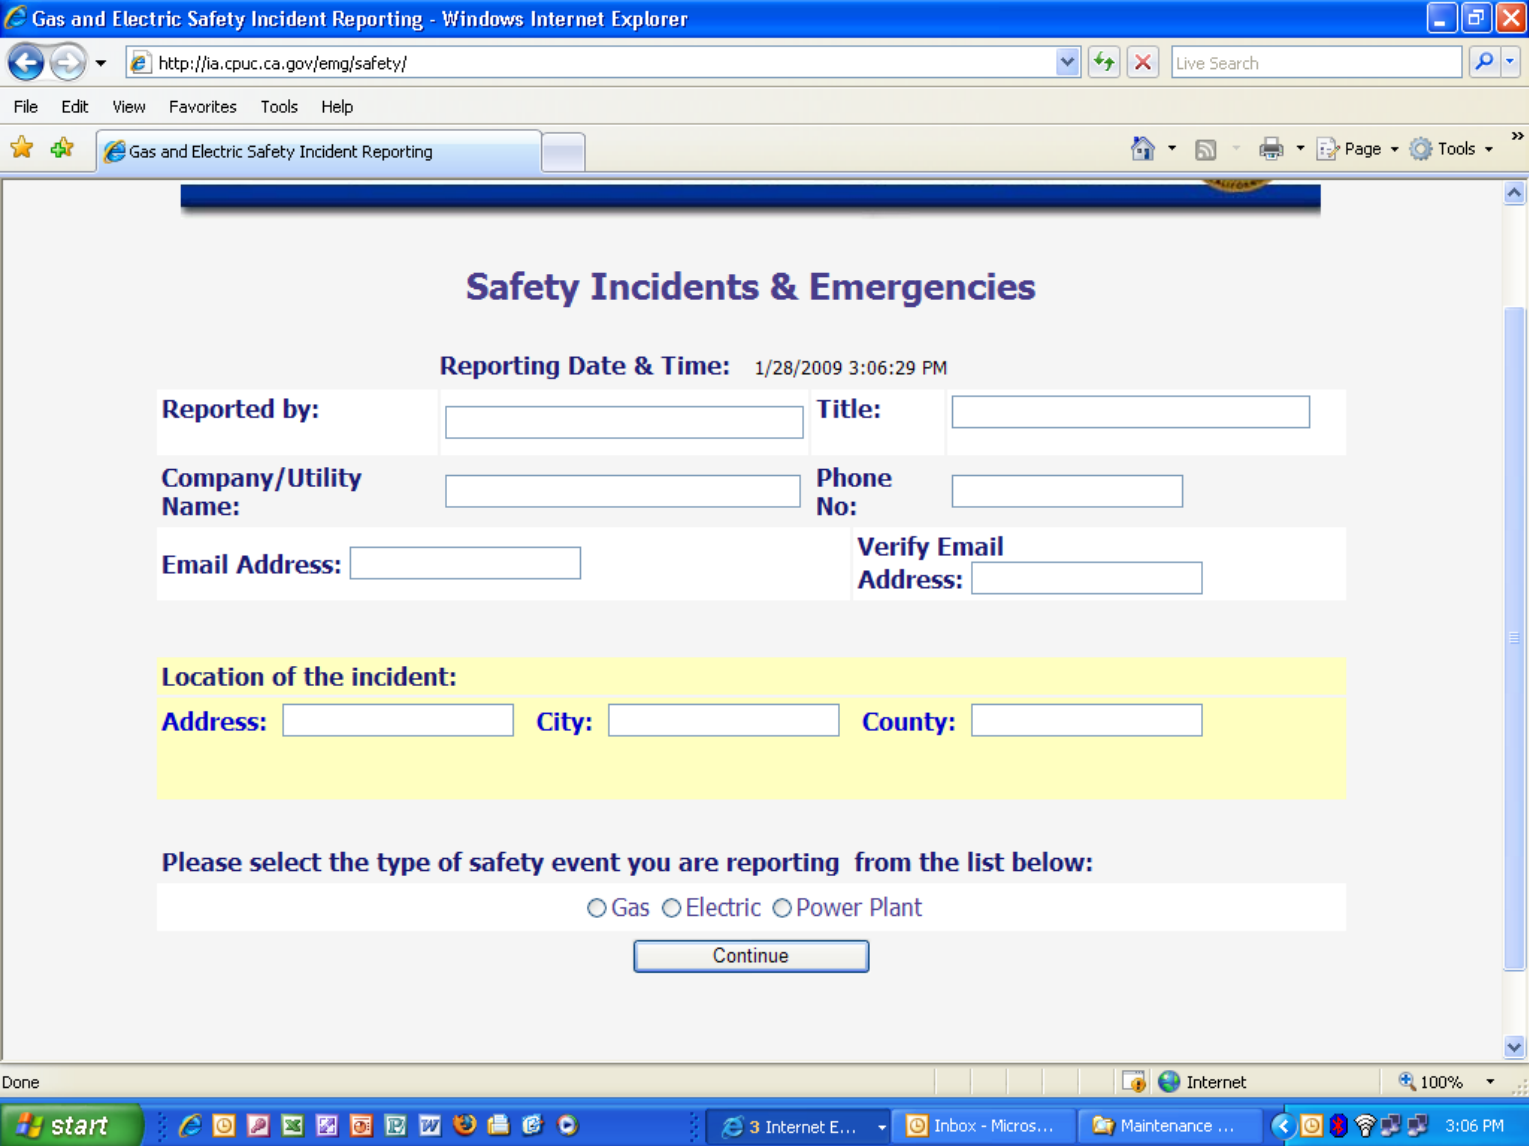 Gas and Electric Safety Incident Reporting - Windows Internet Explorer
http://ia.cpuc.ca.gov/emg/safety/
Live Search
File Edit View Favorites Tools Help
Gas and Electric Safety Incident Reporting
Page Tools »
CALIFORNIA
Safety Incidents & Emergencies
Reporting Date & Time: 1/28/2009 3:06:29 PM
Reported by: Title:
Company/Utility Name: Phone No:
Email Address: Verify Email Address:
Location of the incident:
Address: City: County:
Please select the type of safety event you are reporting from the list below:
Gas Electric Power Plant
Continue
Done Internet 100%
start 3 Internet E... Inbox - Micros... Maintenance ... 3:06 PM